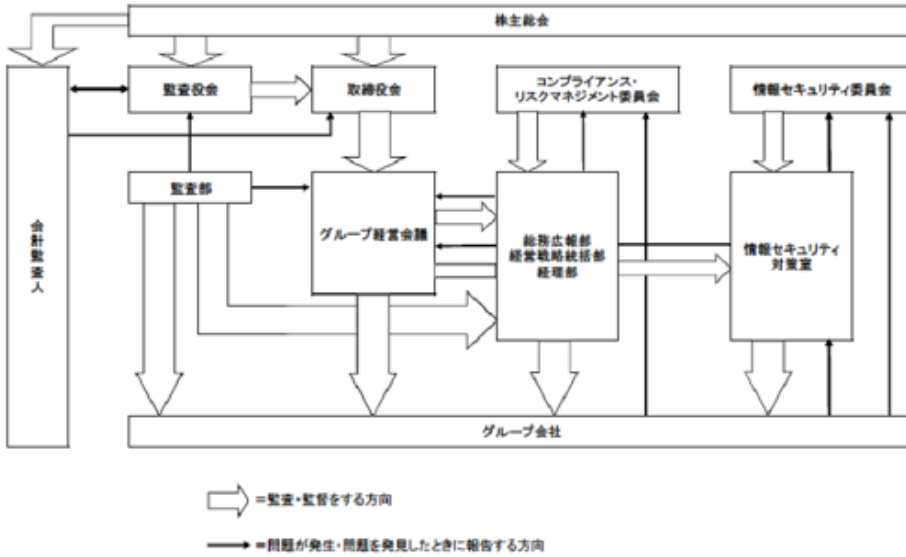 株主総会
監査役会
取締役会
コンプライアンス・
リスクマネジメント委員会
情報セキュリティ委員会
会計監査人
監査部
グループ経営会議
総務広報部
経営戦略統括部
経理部
情報セキュリティ
対策室
グループ会社
=監査・監督をする方向
=問題が発生・問題を発見したときに報告する方向